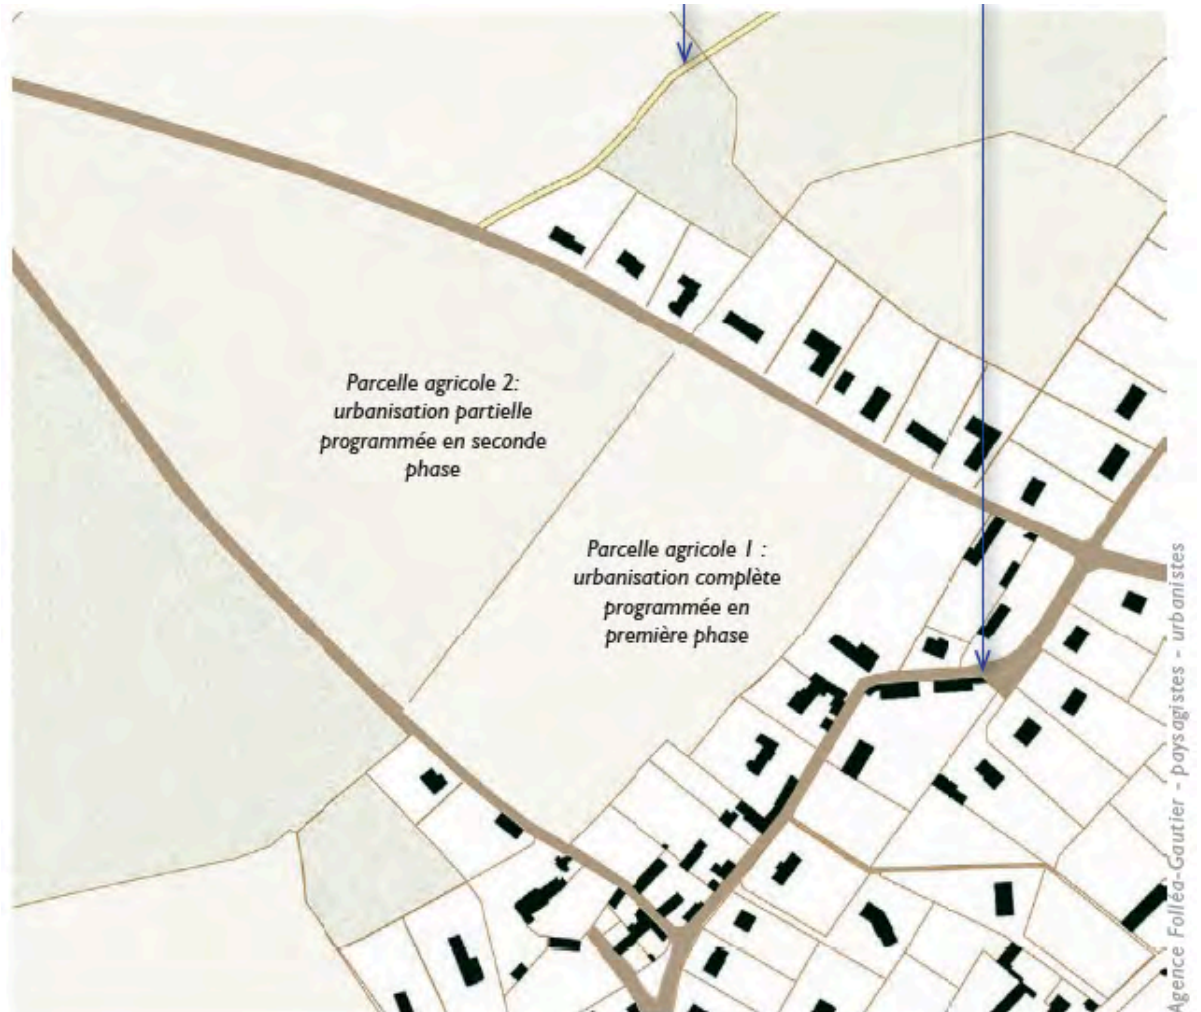 Parcelle agricole 2:
urbanisation partielle
programmée en seconde
phase
Parcelle agricole 1 :
urbanisation complète
programmée en
première phase
Agence Folléa-Gautier - paysagistes - urbanistes